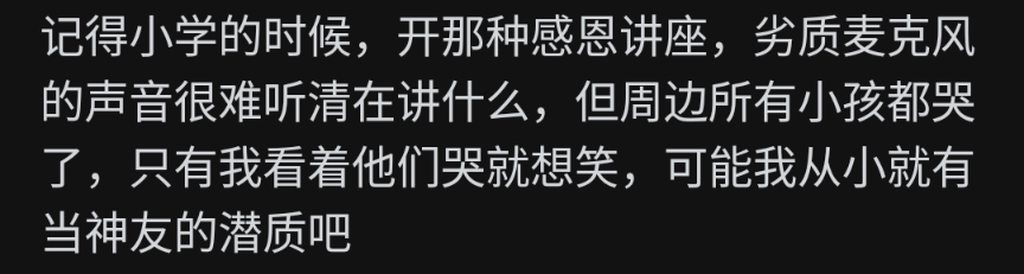 记得小学的时候，开那种感恩讲座，劣质麦克风
的声音很难听清在讲什么，但周边所有小孩都哭
了，只有我看着他们哭就想笑，可能我从小就有
当神友的潜质吧